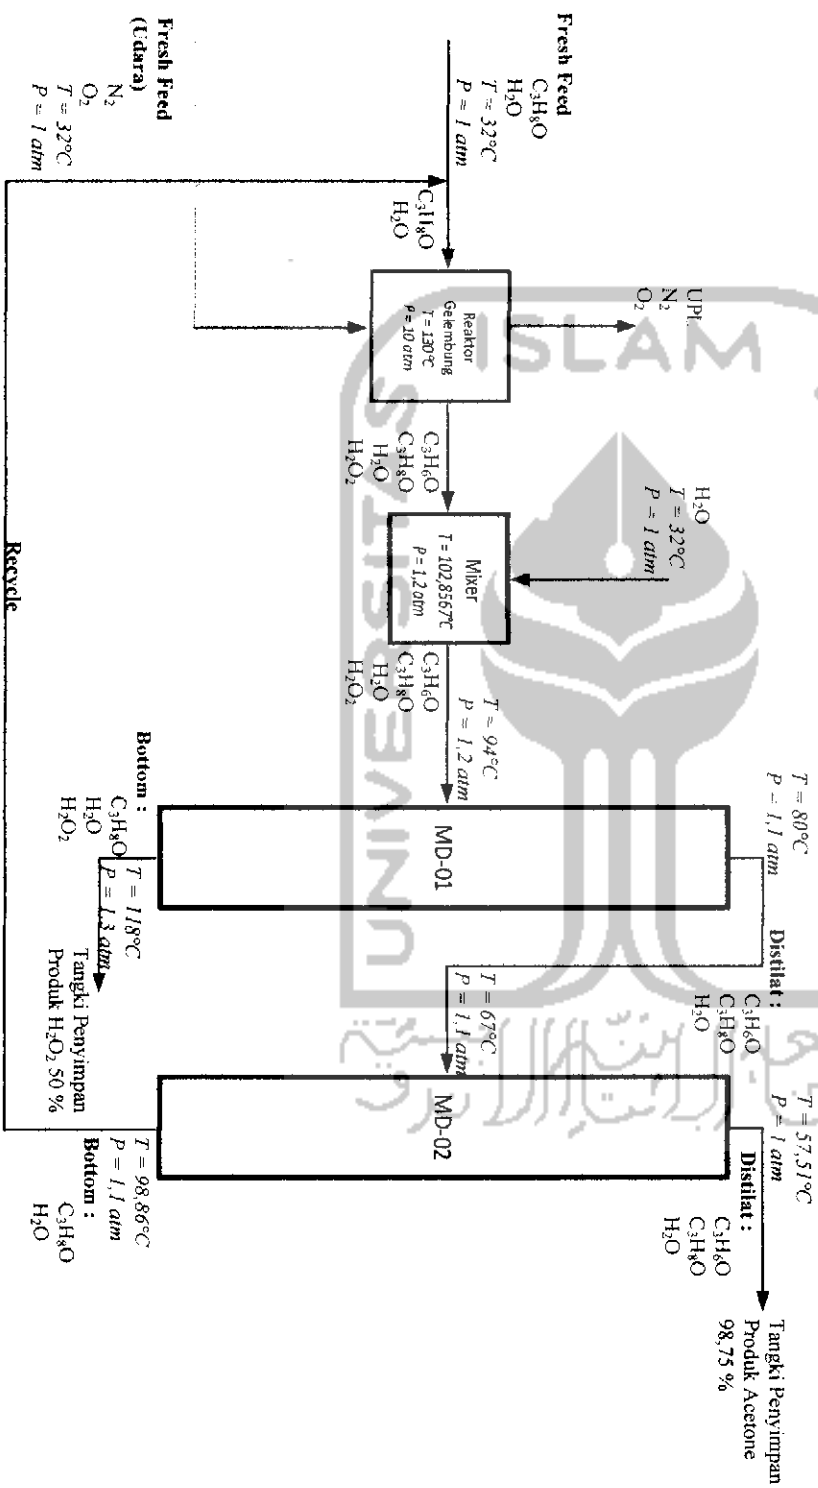 Fresh Feed
C₃H₈O
H₂O
T = 32°C
P = 1 atm
Fresh Feed
(Udara)
N₂
O₂
T = 32°C
P = 1 atm
C₃H₈O
H₂O
UPL
N₂
O₂
Reaktor
Gelembung
T = 130°C
P = 10 atm
C₃H₆O
C₃H₈O
H₂O
H₂O₂
H₂O
T = 32°C
P = 1 atm
Mixer
T = 102,8567°C
P = 1,2 atm
C₃H₆O
C₃H₈O
H₂O
H₂O₂
T = 94°C
P = 1,2 atm
T = 80°C
P = 1,1 atm
MD-01
Bottom :
C₃H₈O
H₂O
H₂O₂
T = 118°C
P = 1,3 atm
Tangki Penyimpan
Produk H₂O₂ 50 %
Distilat :
C₃H₆O
C₃H₈O
H₂O
T = 67°C
P = 1,1 atm
T = 57,51°C
P = 1 atm
MD-02
Distilat :
C₃H₆O
C₃H₈O
H₂O
Tangki Penyimpan
Produk Acetone
98,75 %
T = 98,86°C
P = 1,1 atm
Bottom :
C₃H₈O
H₂O
Recycle
ISLAM
UNIVERSITAS